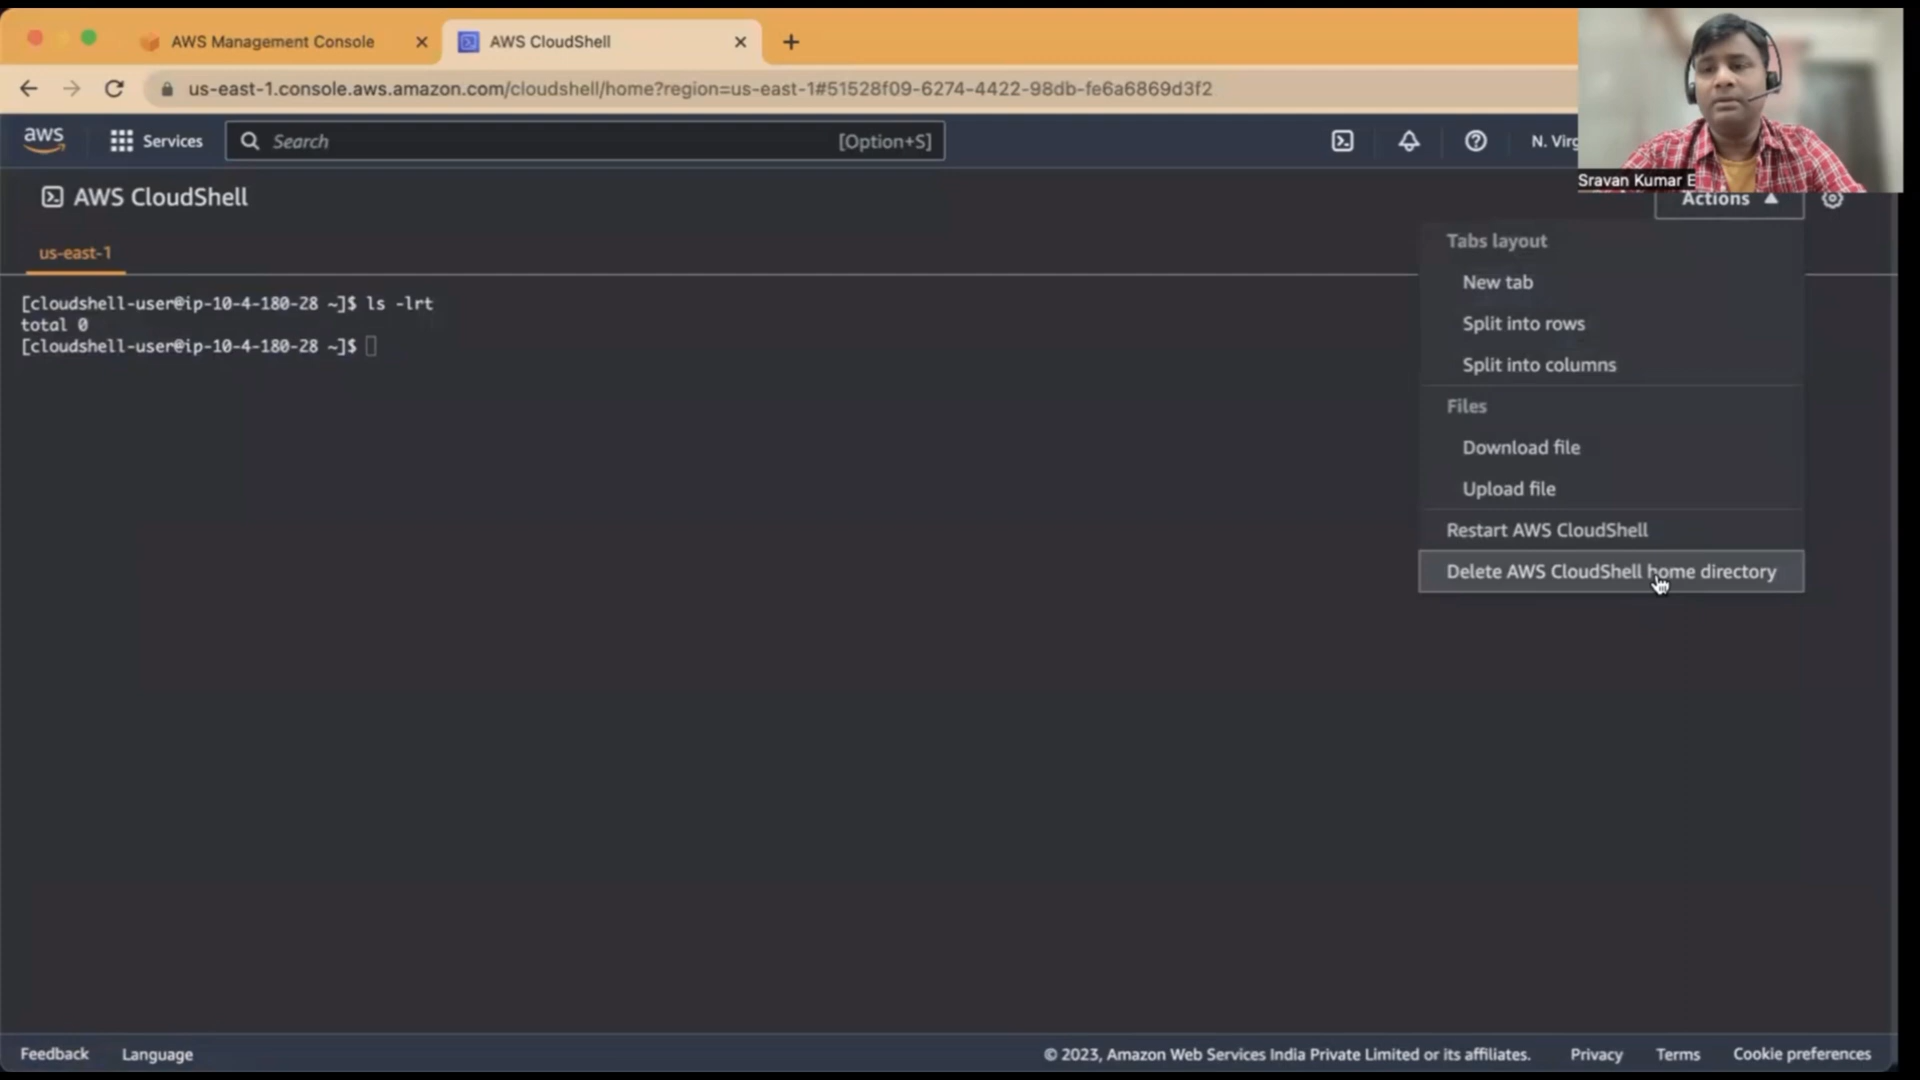 AWS Management Console
AWS CloudShell
us-east-1.console.aws.amazon.com/cloudshell/home?region=us-east-1#51528f09-6274-4422-98db-fe6a6869d3f2
aws
Services
Search
[Option+S]
N. Virg
Sravan Kumar E
AWS CloudShell
Actions
us-east-1
Tabs layout
New tab
Split into rows
Split into columns
Files
Download file
Upload file
Restart AWS CloudShell
Delete AWS CloudShell home directory
[cloudshell-user@ip-10-4-180-28 ~]$ ls -lrt
total 0
[cloudshell-user@ip-10-4-180-28 ~]$
Feedback
Language
© 2023, Amazon Web Services India Private Limited or its affiliates.
Privacy
Terms
Cookie preferences